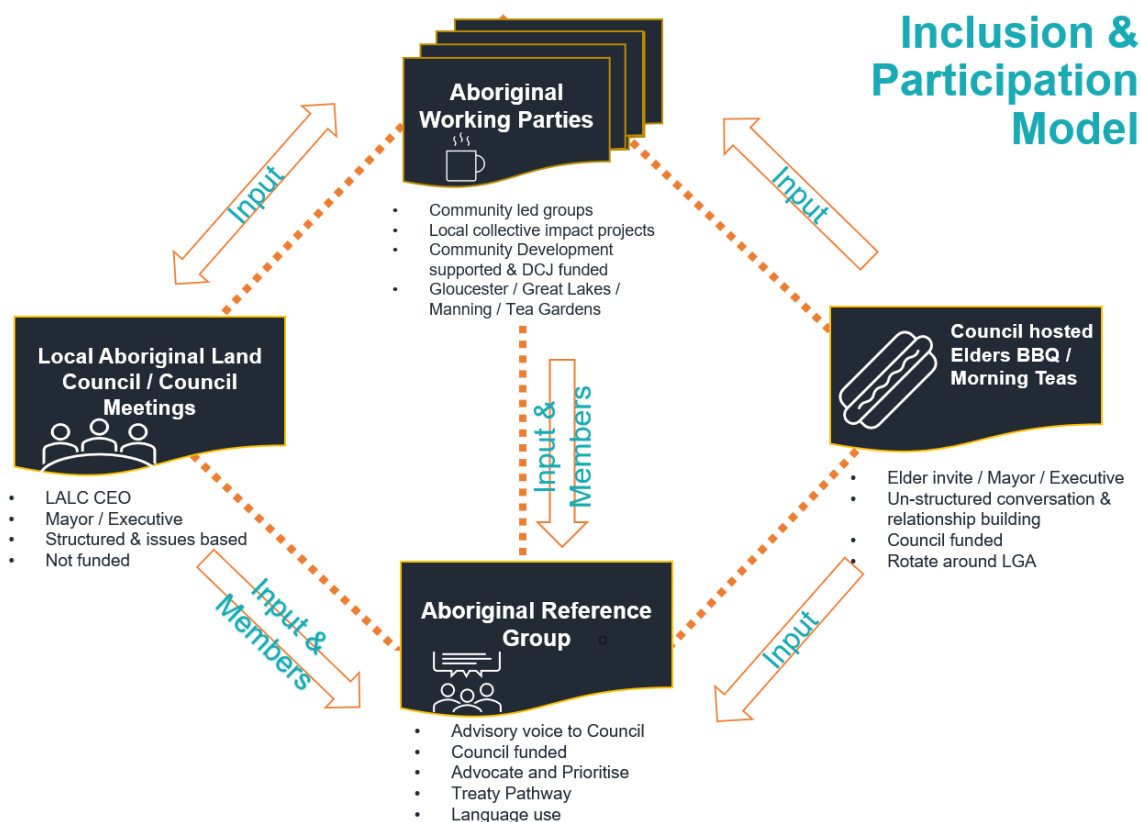 Inclusion &
Participation
Model
Aboriginal
Working Parties
Input
Input
• Community led groups
• Local collective impact projects
• Community Development
supported & DCJ funded
• Gloucester / Great Lakes /
Manning / Tea Gardens
Local Aboriginal Land
Council / Council
Meetings
Council hosted
Elders BBQ /
Morning Teas
Input &
Members
• LALC CEO
• Mayor / Executive
• Structured & issues based
• Not funded
• Elder invite / Mayor / Executive
• Un-structured conversation &
relationship building
• Council funded
• Rotate around LGA
Input &
Members
Input
Aboriginal Reference
Group
• Advisory voice to Council
• Council funded
• Advocate and Prioritise
• Treaty Pathway
• Language use